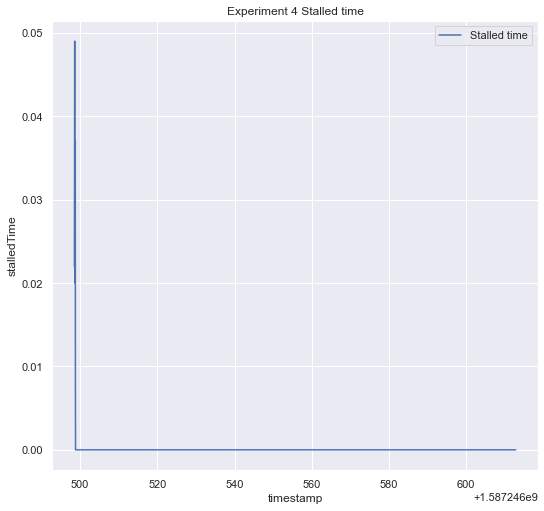 Experiment 4 Stalled time
Stalled time
0.05
0.04
0.03
0.02
0.01
0.00
stalledTime
500 520 540 560 580 600
timestamp
+1.587246e9